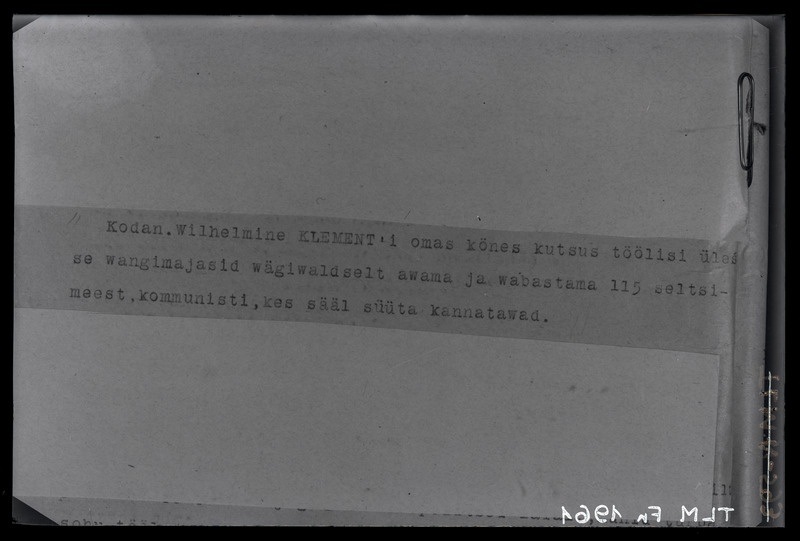 Kodan.Wilhelmine KLEMENT'i omas kõnes kutsus töölisi üles
se wangimajasid wägiwaldselt awama ja wabastama 115 seltsi-
meest,kommunisti,kes sääl süüta kannatawad.
TLM Fn 1961